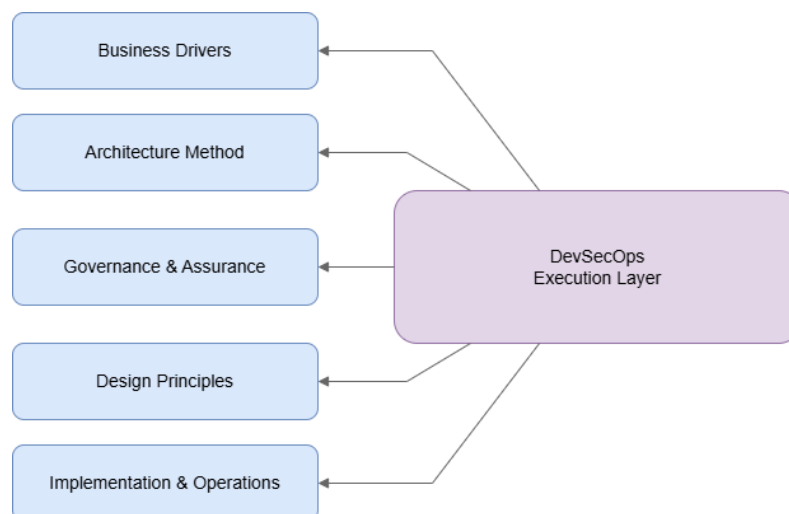 Business Drivers
Architecture Method
Governance & Assurance
DevSecOps
Execution Layer
Design Principles
Implementation & Operations